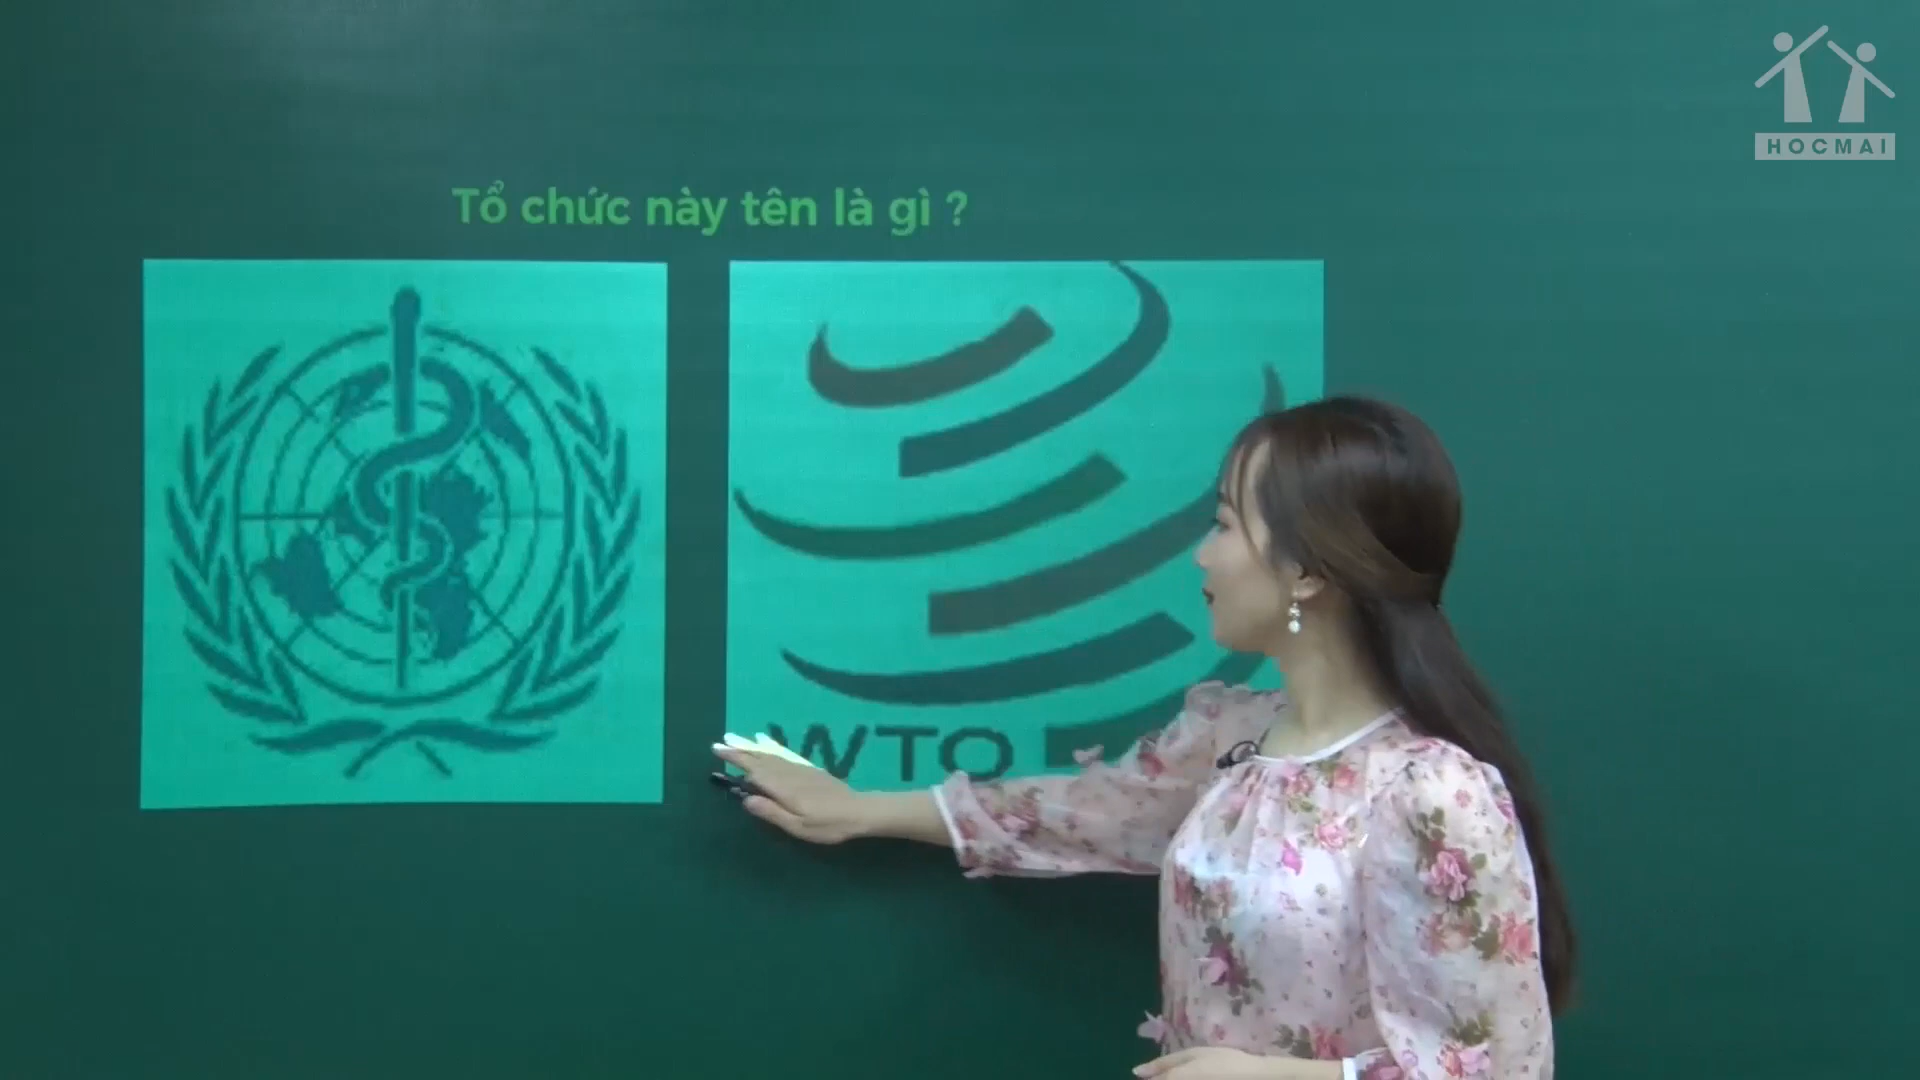 HOCMAI
Tổ chức này tên là gì ?
WTO